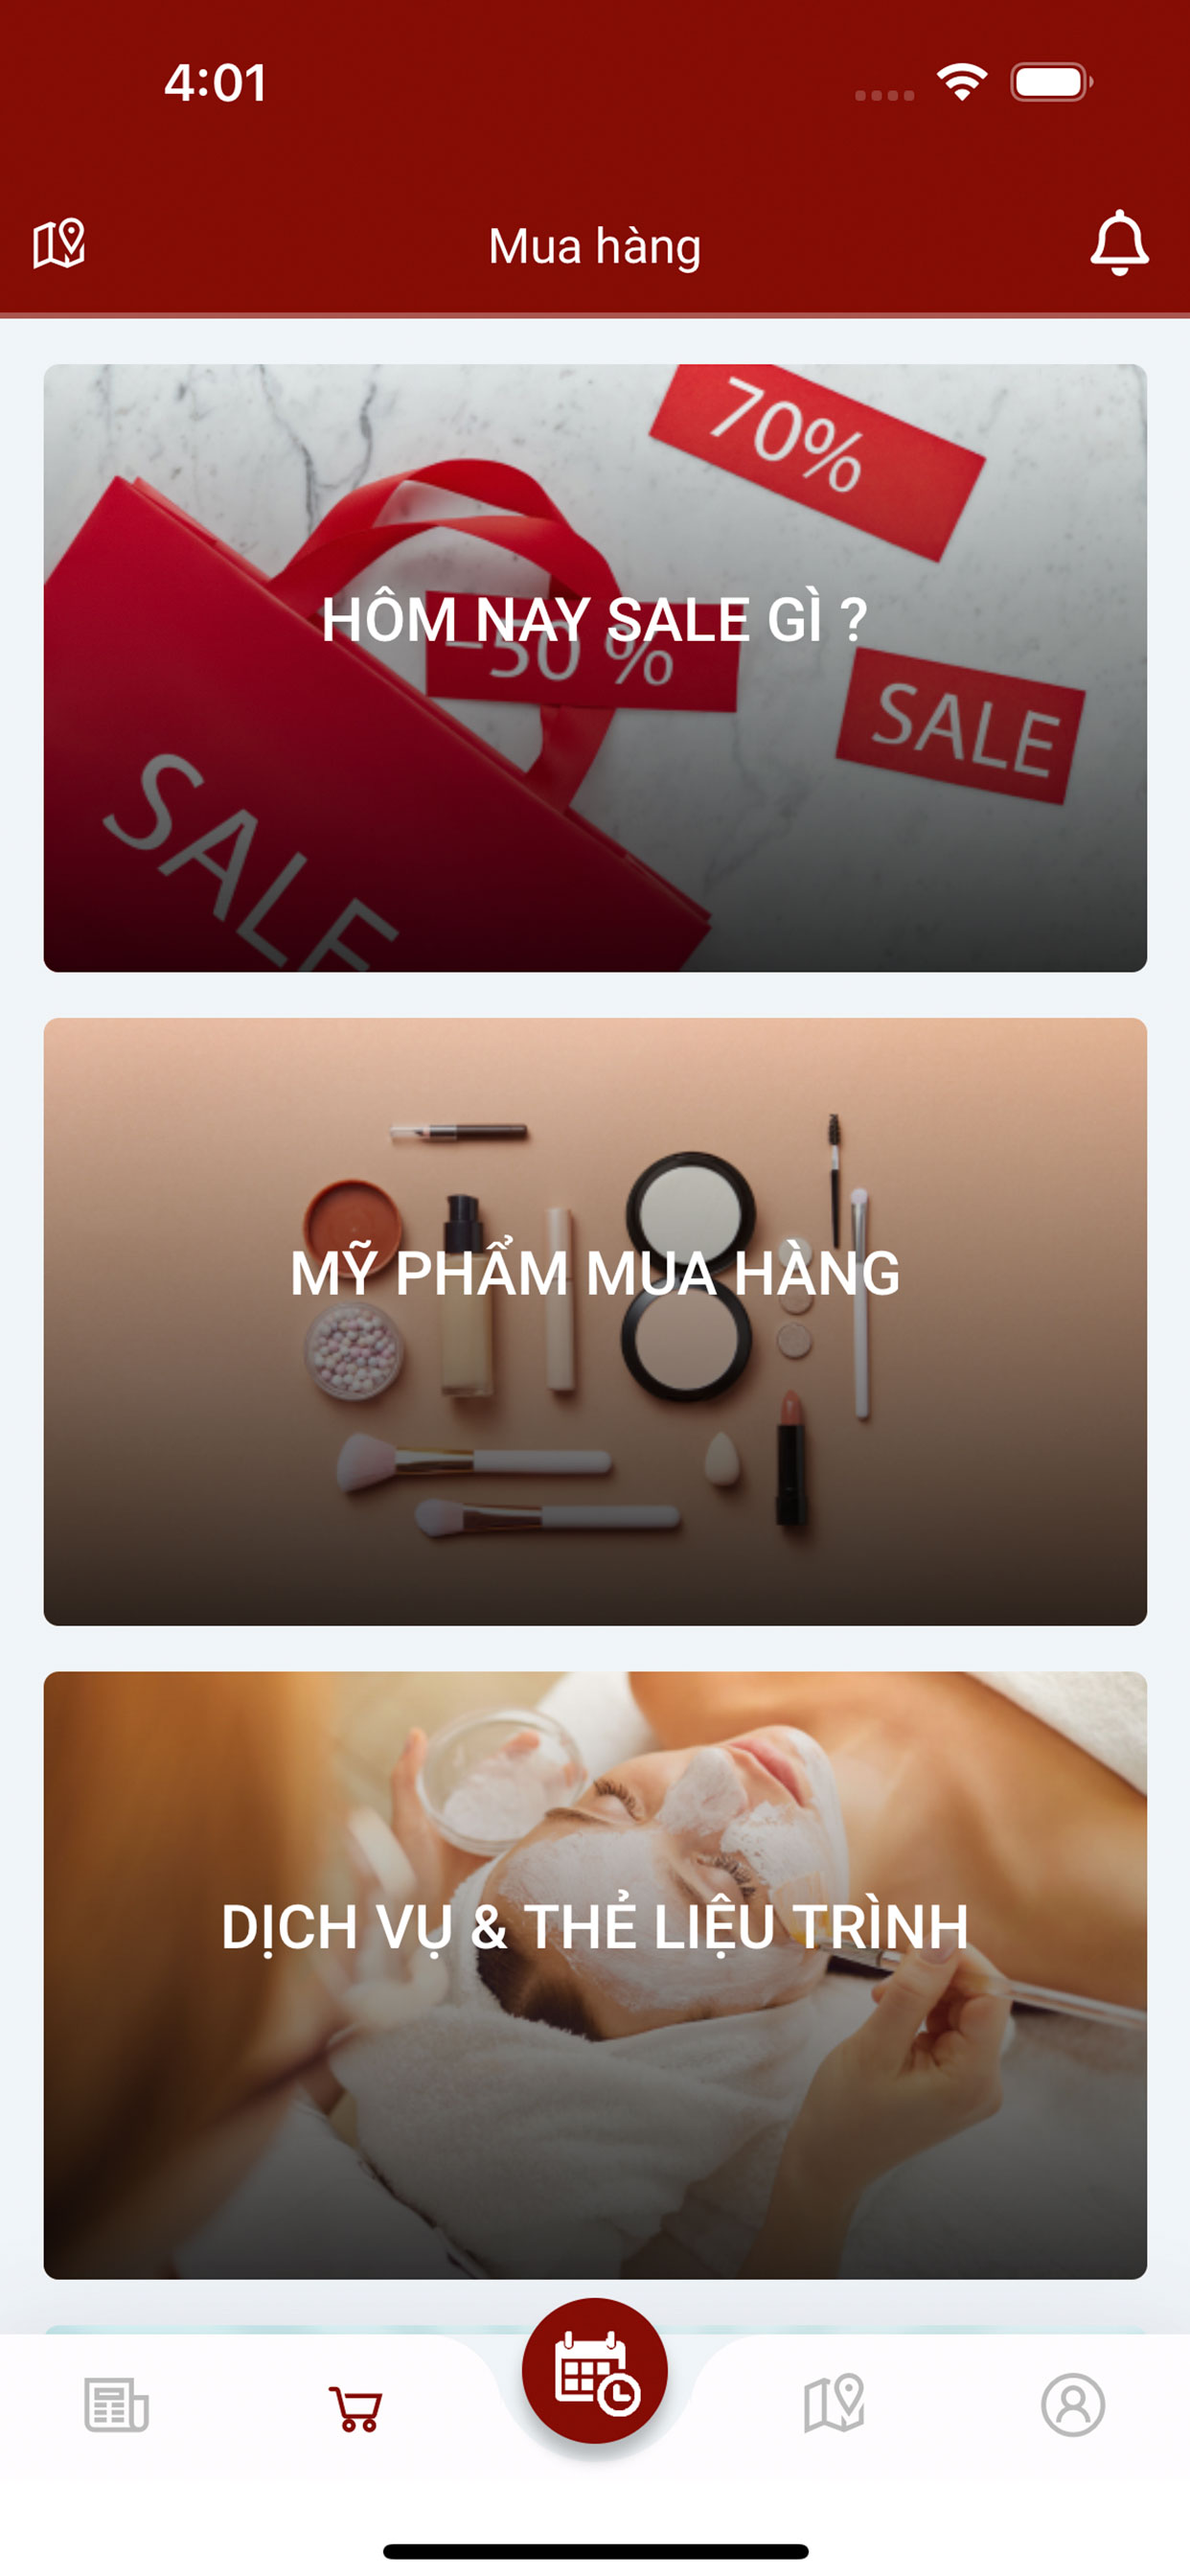 4:01
Mua hàng
70%
HÔM NAY SALE GÌ ?
-50 %
SALE
SALE
MỸ PHẨM MUA HÀNG
DỊCH VỤ & THẺ LIỆU TRÌNH